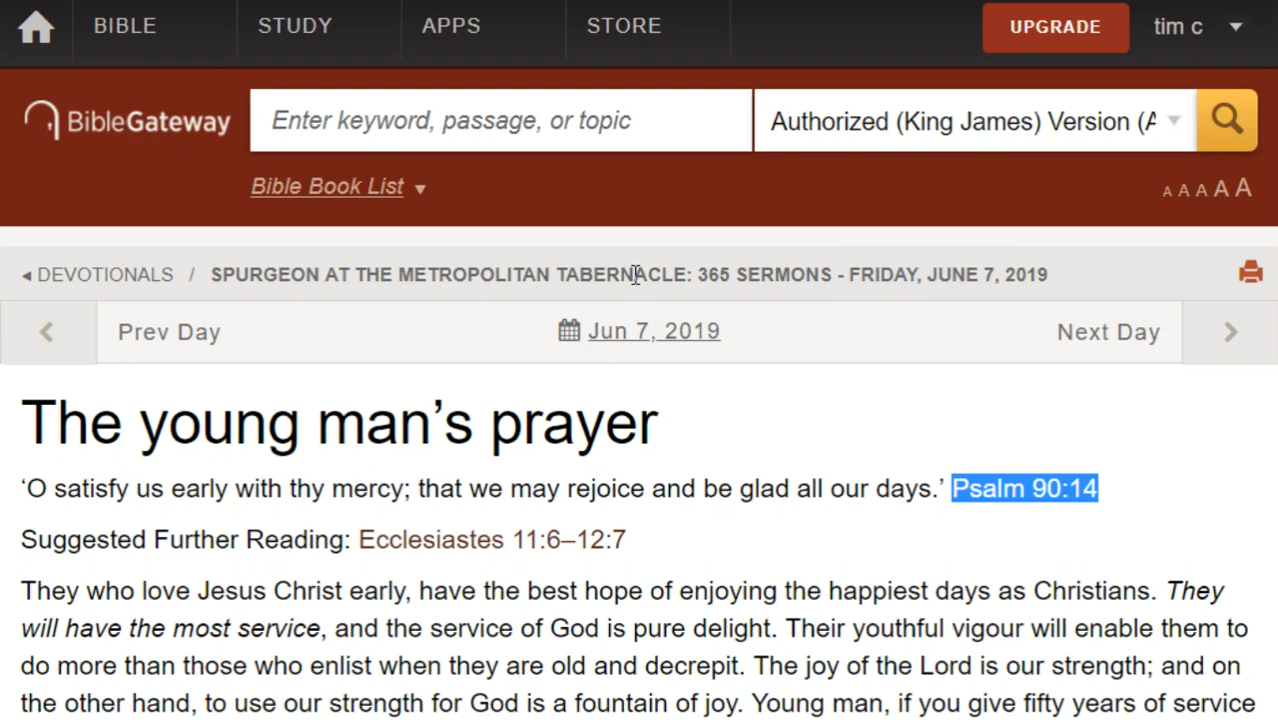 BIBLE STUDY APPS STORE UPGRADE tim c
BibleGateway Enter keyword, passage, or topic Authorized (King James) Version (A
Bible Book List A A A A A
DEVOTIONALS / SPURGEON AT THE METROPOLITAN TABERNACLE: 365 SERMONS - FRIDAY, JUNE 7, 2019
Prev Day Jun 7, 2019 Next Day
The young man’s prayer
‘O satisfy us early with thy mercy; that we may rejoice and be glad all our days.’ Psalm 90:14
Suggested Further Reading: Ecclesiastes 11:6–12:7
They who love Jesus Christ early, have the best hope of enjoying the happiest days as Christians. They
will have the most service, and the service of God is pure delight. Their youthful vigour will enable them to
do more than those who enlist when they are old and decrepit. The joy of the Lord is our strength; and on
the other hand, to use our strength for God is a fountain of joy. Young man, if you give fifty years of service